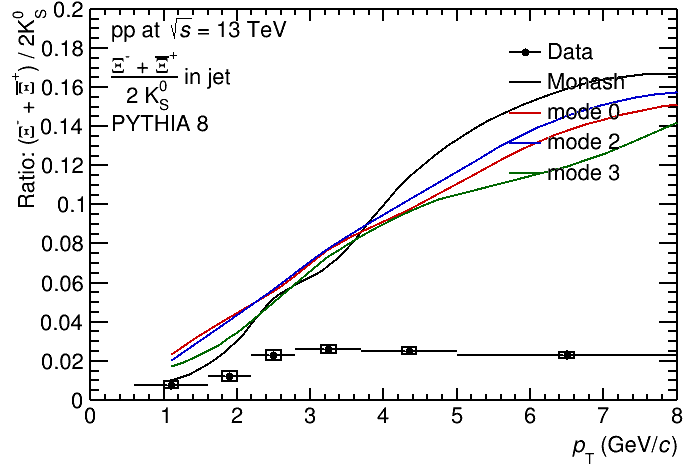 Ratio: (Ξ⁻ + Ξ̅⁺) / 2K⁰_S
pp at √s = 13 TeV
Ξ⁻ + Ξ̅⁺
2 K⁰_S
in jet
PYTHIA 8
Data
Monash
mode 0
mode 2
mode 3
0.2
0.18
0.16
0.14
0.12
0.1
0.08
0.06
0.04
0.02
0
0 1 2 3 4 5 6 7 8
p_T (GeV/c)